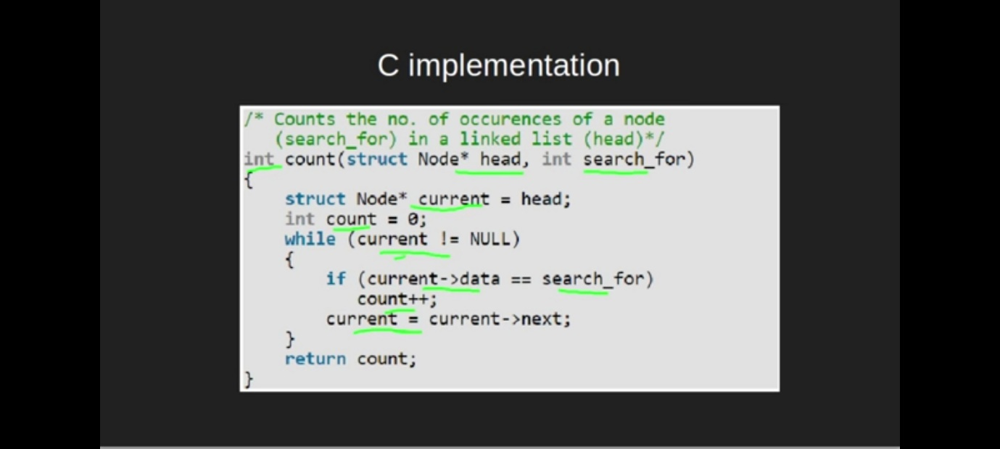 C implementation
/* Counts the no. of occurences of a node
(search_for) in a linked list (head)*/
int count(struct Node* head, int search_for)
{
struct Node* current = head;
int count = 0;
while (current != NULL)
{
if (current->data == search_for)
count++;
current = current->next;
}
return count;
}